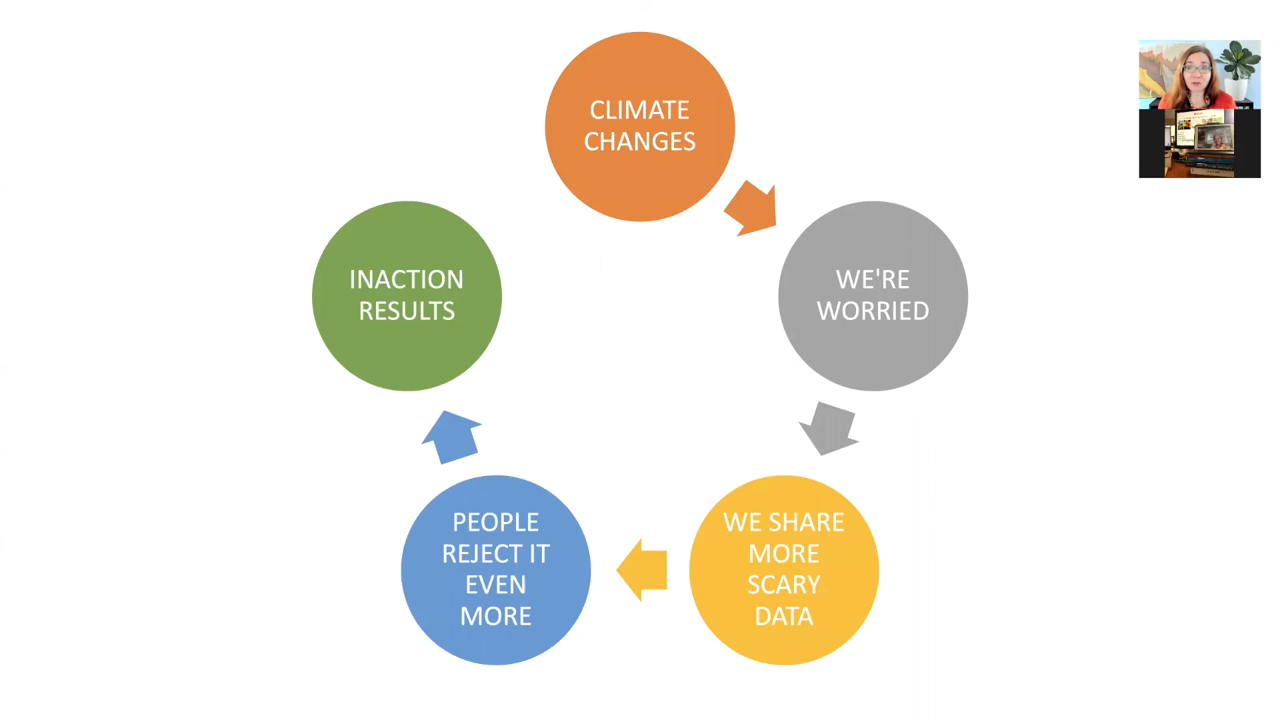 CLIMATE
CHANGES
WE'RE
WORRIED
WE SHARE
MORE
SCARY
DATA
PEOPLE
REJECT IT
EVEN
MORE
INACTION
RESULTS